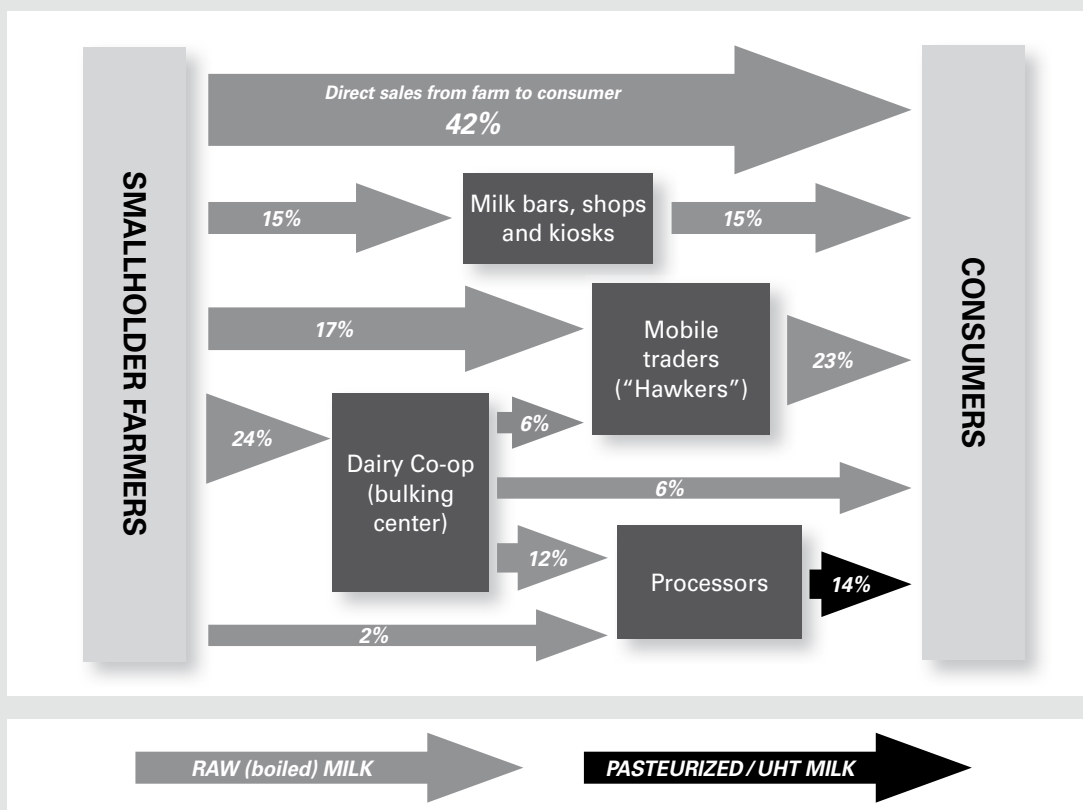 SMALLHOLDER FARMERS
Direct sales from farm to consumer
42%
15%
Milk bars, shops
and kiosks
15%
17%
Mobile
traders
(“Hawkers”)
23%
24%
Dairy Co-op
(bulking
center)
6%
6%
12%
Processors
14%
2%
CONSUMERS
RAW (boiled) MILK
PASTEURIZED / UHT MILK